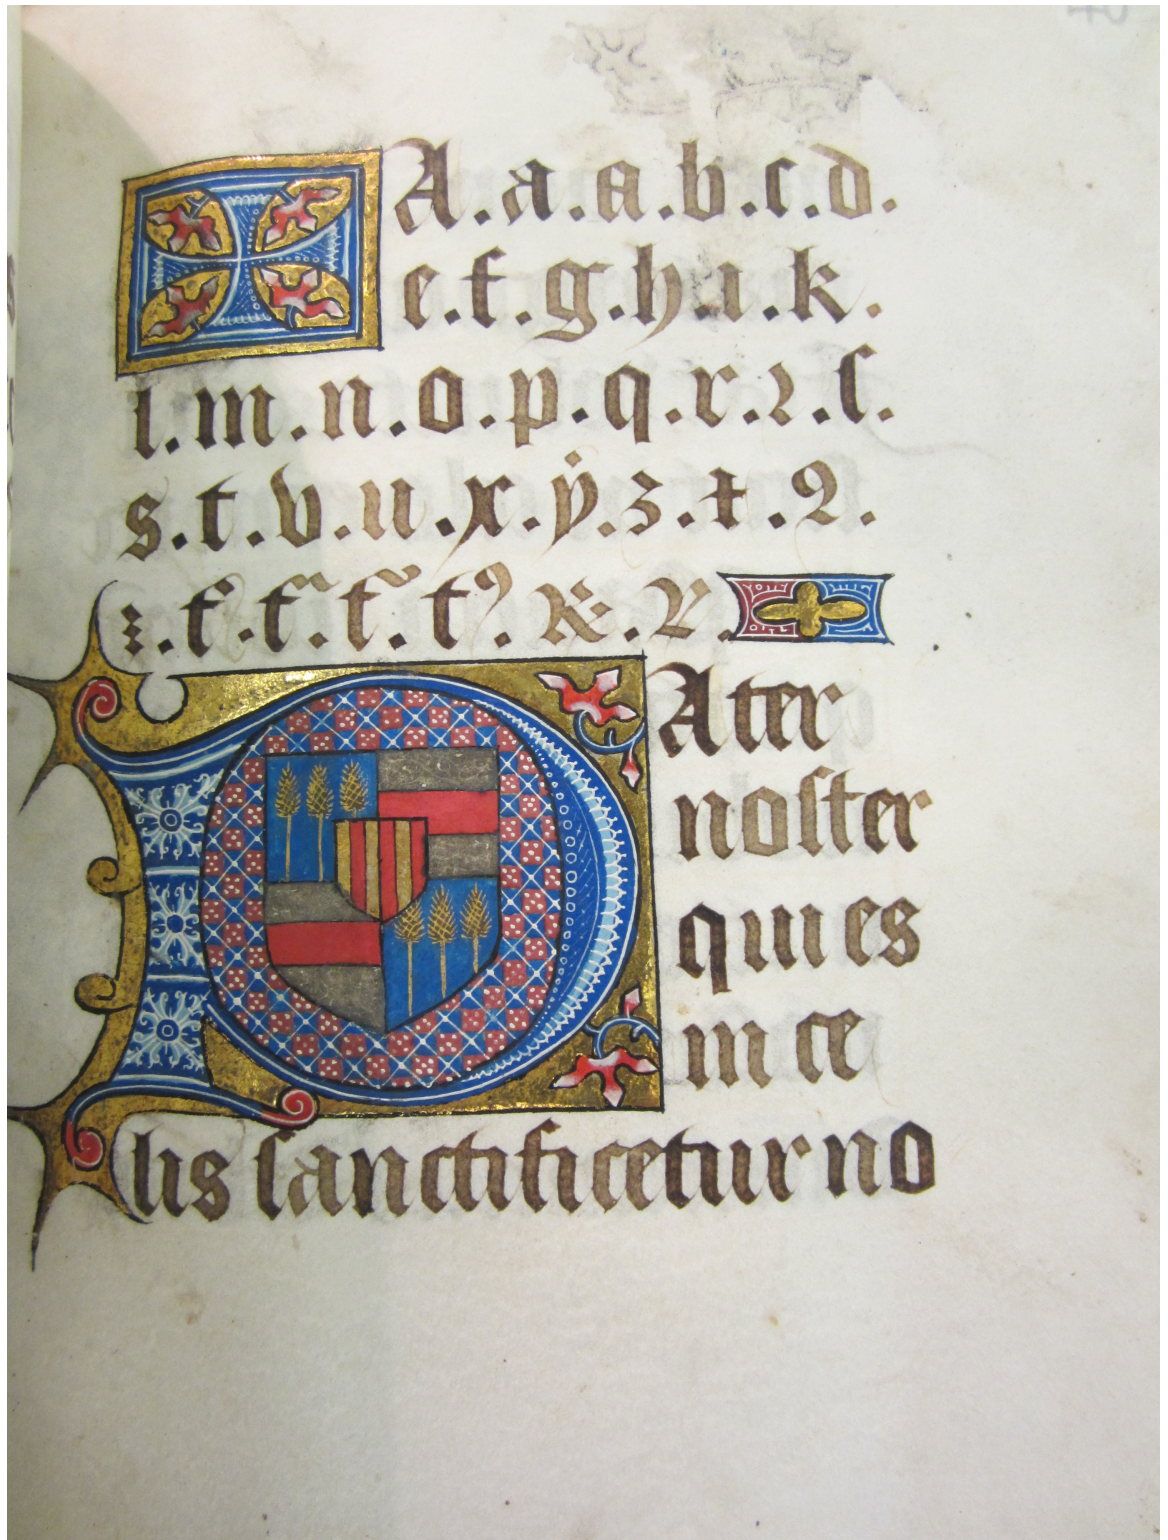 A.a.a.b.c.d.
e.f.g.h.ı.k.
l.m.n.o.p.q.r.ꝛ.ſ.
s.t.v.u.x.ẏ.z.
&.
Ater
noſter
qui es
in ce
lis ſanctificetur no